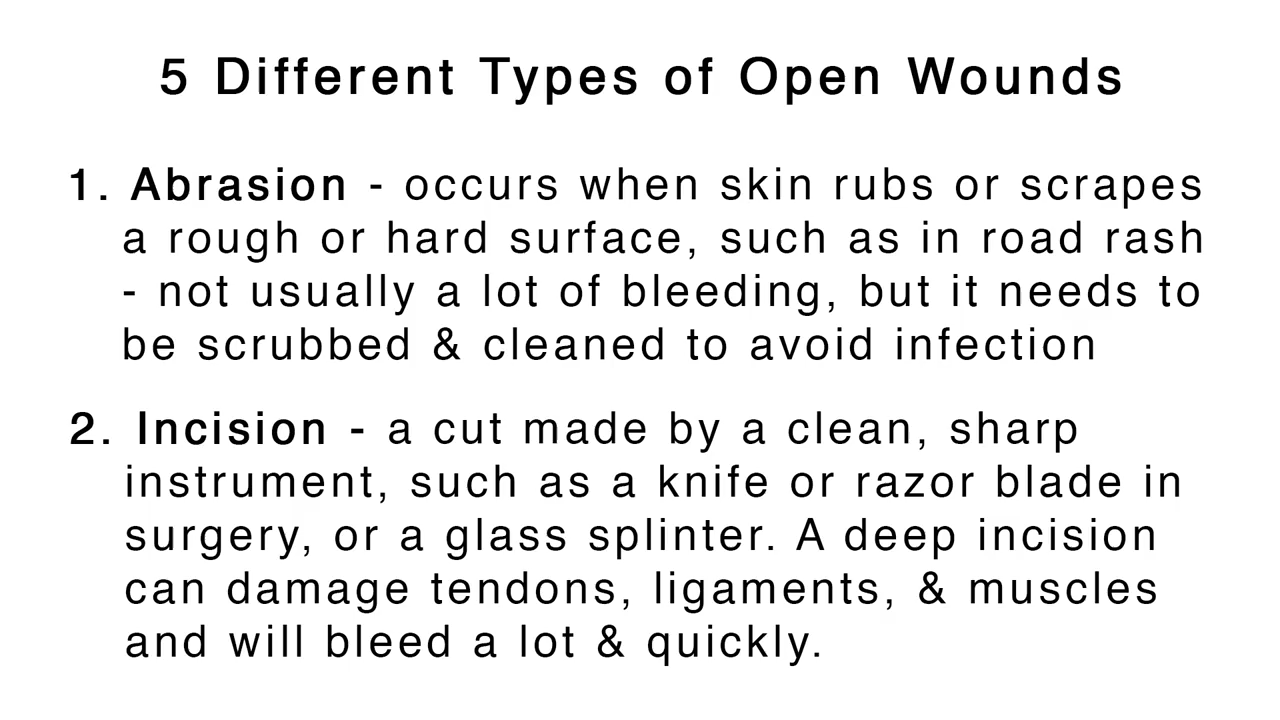 5 Different Types of Open Wounds
1. Abrasion - occurs when skin rubs or scrapes
a rough or hard surface, such as in road rash
- not usually a lot of bleeding, but it needs to
be scrubbed & cleaned to avoid infection
2. Incision - a cut made by a clean, sharp
instrument, such as a knife or razor blade in
surgery, or a glass splinter. A deep incision
can damage tendons, ligaments, & muscles
and will bleed a lot & quickly.